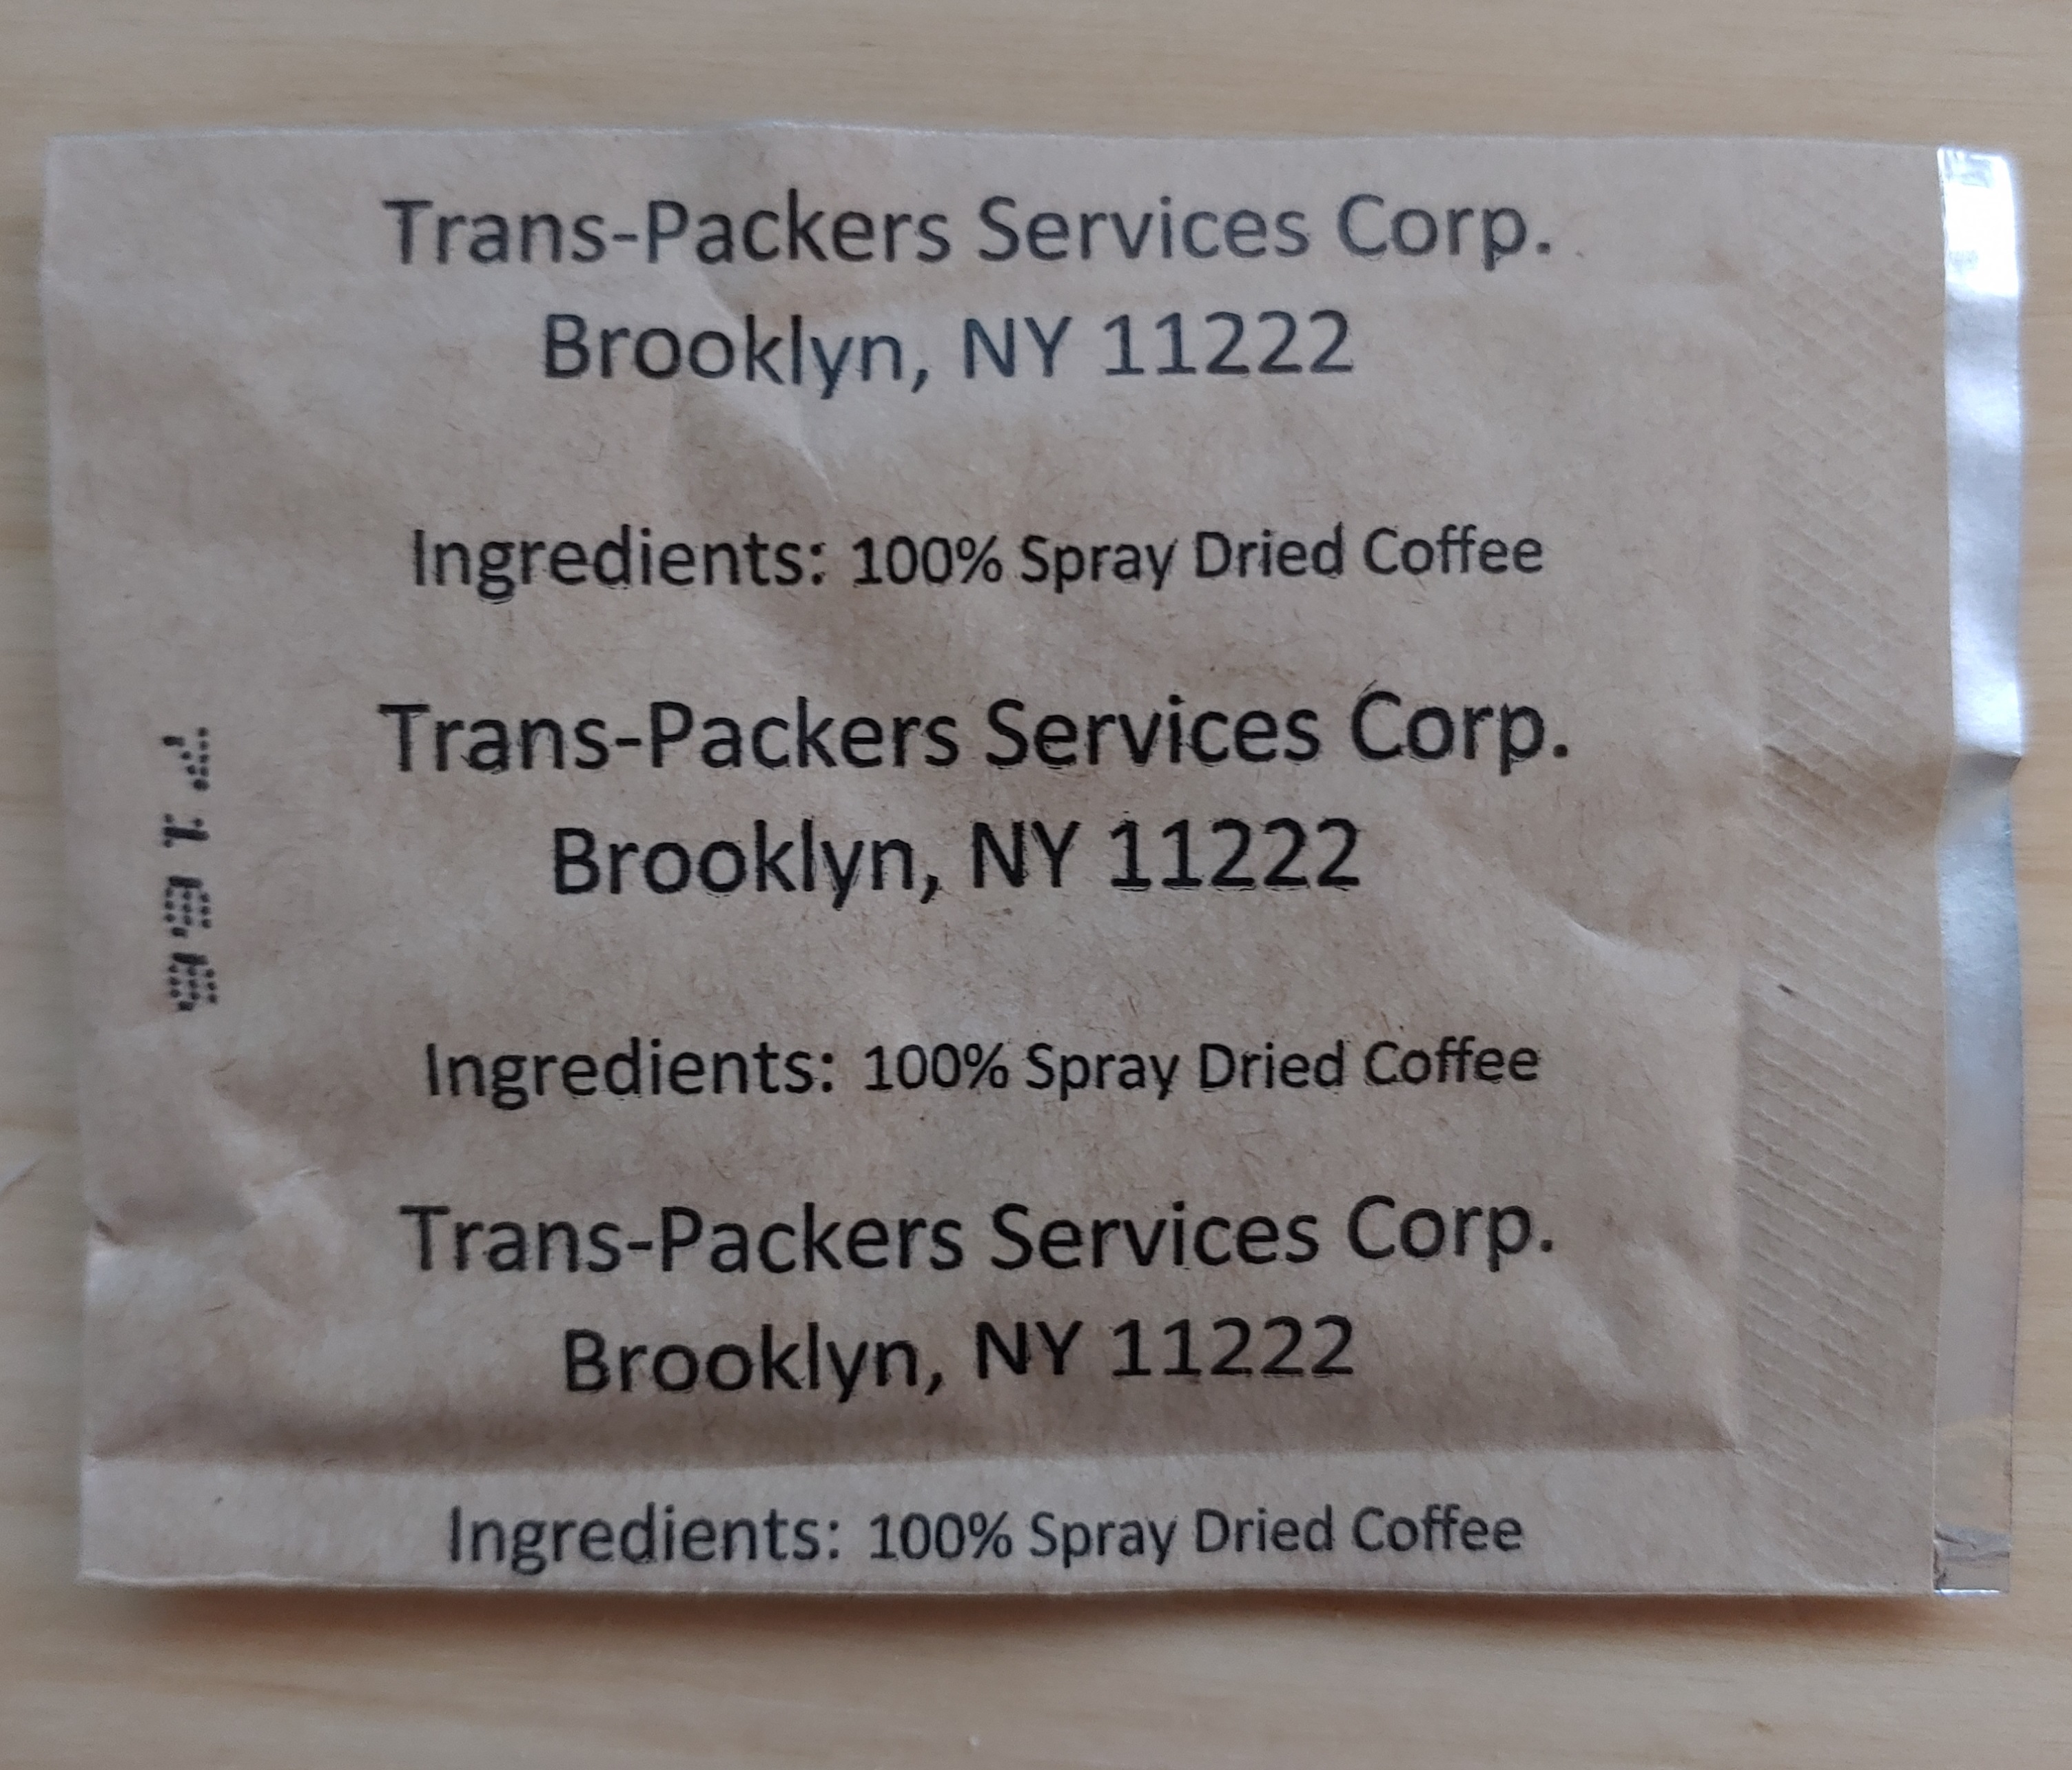 Trans-Packers Services Corp.
Brooklyn, NY 11222
Ingredients: 100% Spray Dried Coffee
Trans-Packers Services Corp.
Brooklyn, NY 11222
Ingredients: 100% Spray Dried Coffee
Trans-Packers Services Corp.
Brooklyn, NY 11222
Ingredients: 100% Spray Dried Coffee